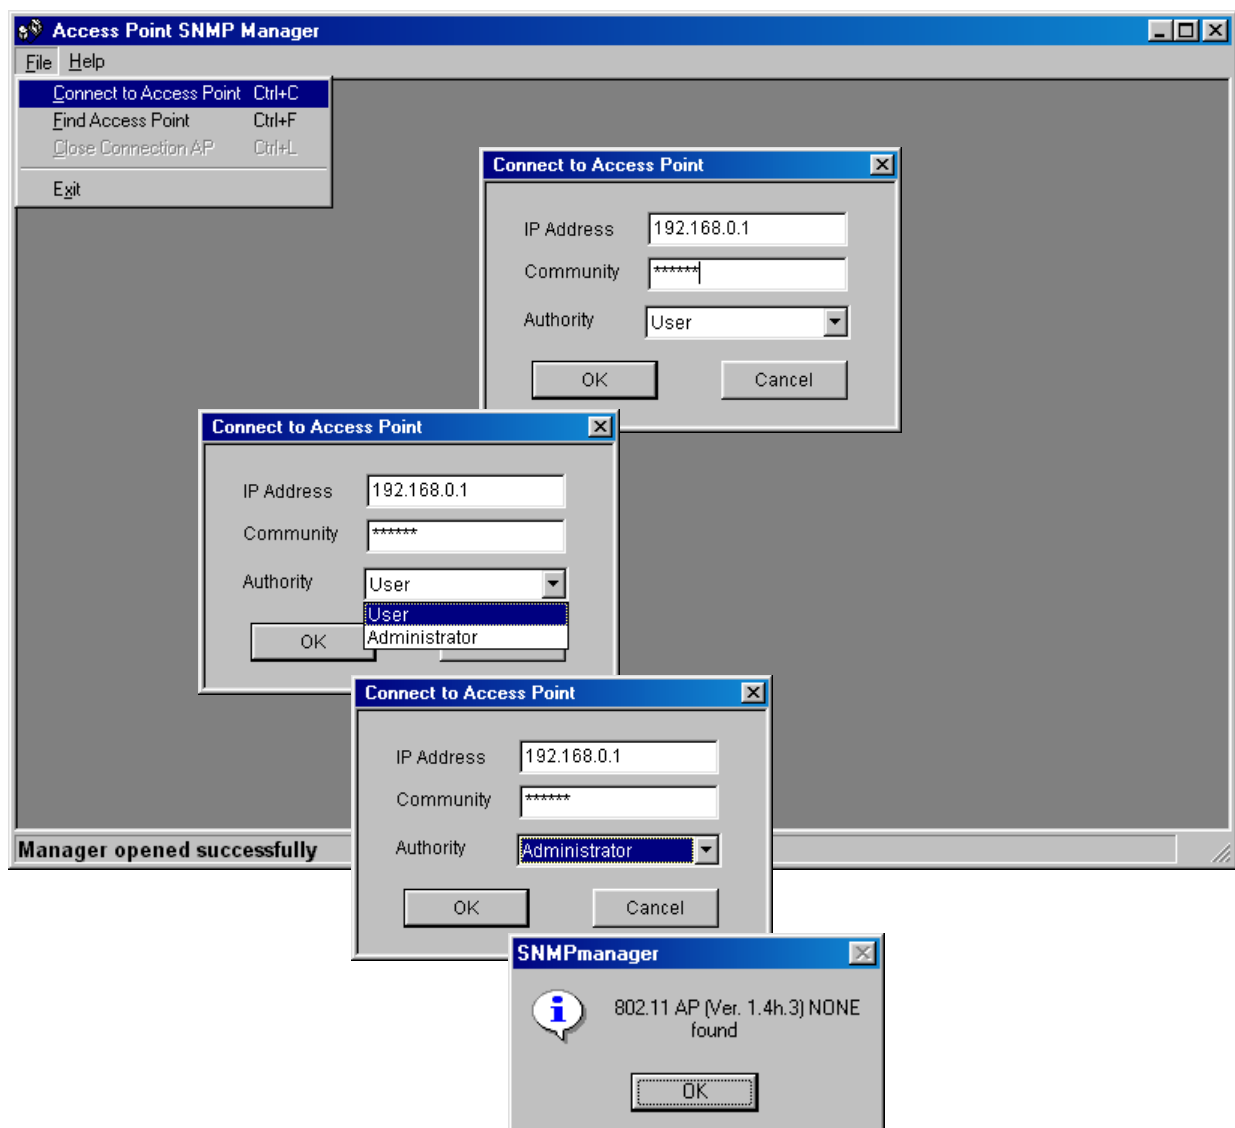 Access Point SNMP Manager
File Help
Connect to Access Point Ctrl+C
Find Access Point Ctrl+F
Close Connection AP Ctrl+L
Exit
Connect to Access Point
IP Address 192.168.0.1
Community ******
Authority User
OK Cancel
Connect to Access Point
IP Address 192.168.0.1
Community ******
Authority User
User
Administrator
OK
Connect to Access Point
IP Address 192.168.0.1
Community ******
Authority Administrator
OK Cancel
Manager opened successfully
SNMPmanager
802.11 AP (Ver. 1.4h.3) NONE
found
OK